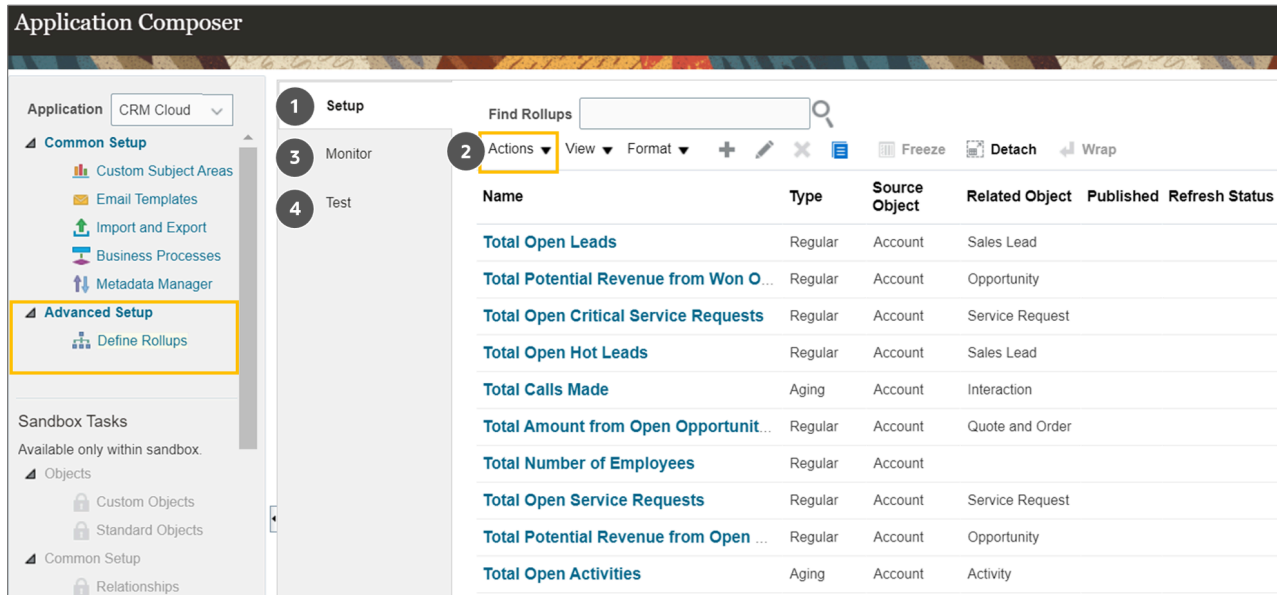 Application Composer
Application CRM Cloud
Common Setup
Custom Subject Areas
Email Templates
Import and Export
Business Processes
Metadata Manager
Advanced Setup
Define Rollups
Sandbox Tasks
Available only within sandbox.
Objects
Custom Objects
Standard Objects
Common Setup
Relationships
1 Setup
3 Monitor
4 Test
Find Rollups
2 Actions View Format Freeze Detach Wrap
Name Type Source Object Related Object Published Refresh Status
Total Open Leads Regular Account Sales Lead
Total Potential Revenue from Won O... Regular Account Opportunity
Total Open Critical Service Requests Regular Account Service Request
Total Open Hot Leads Regular Account Sales Lead
Total Calls Made Aging Account Interaction
Total Amount from Open Opportunit... Regular Account Quote and Order
Total Number of Employees Regular Account
Total Open Service Requests Regular Account Service Request
Total Potential Revenue from Open ... Regular Account Opportunity
Total Open Activities Aging Account Activity